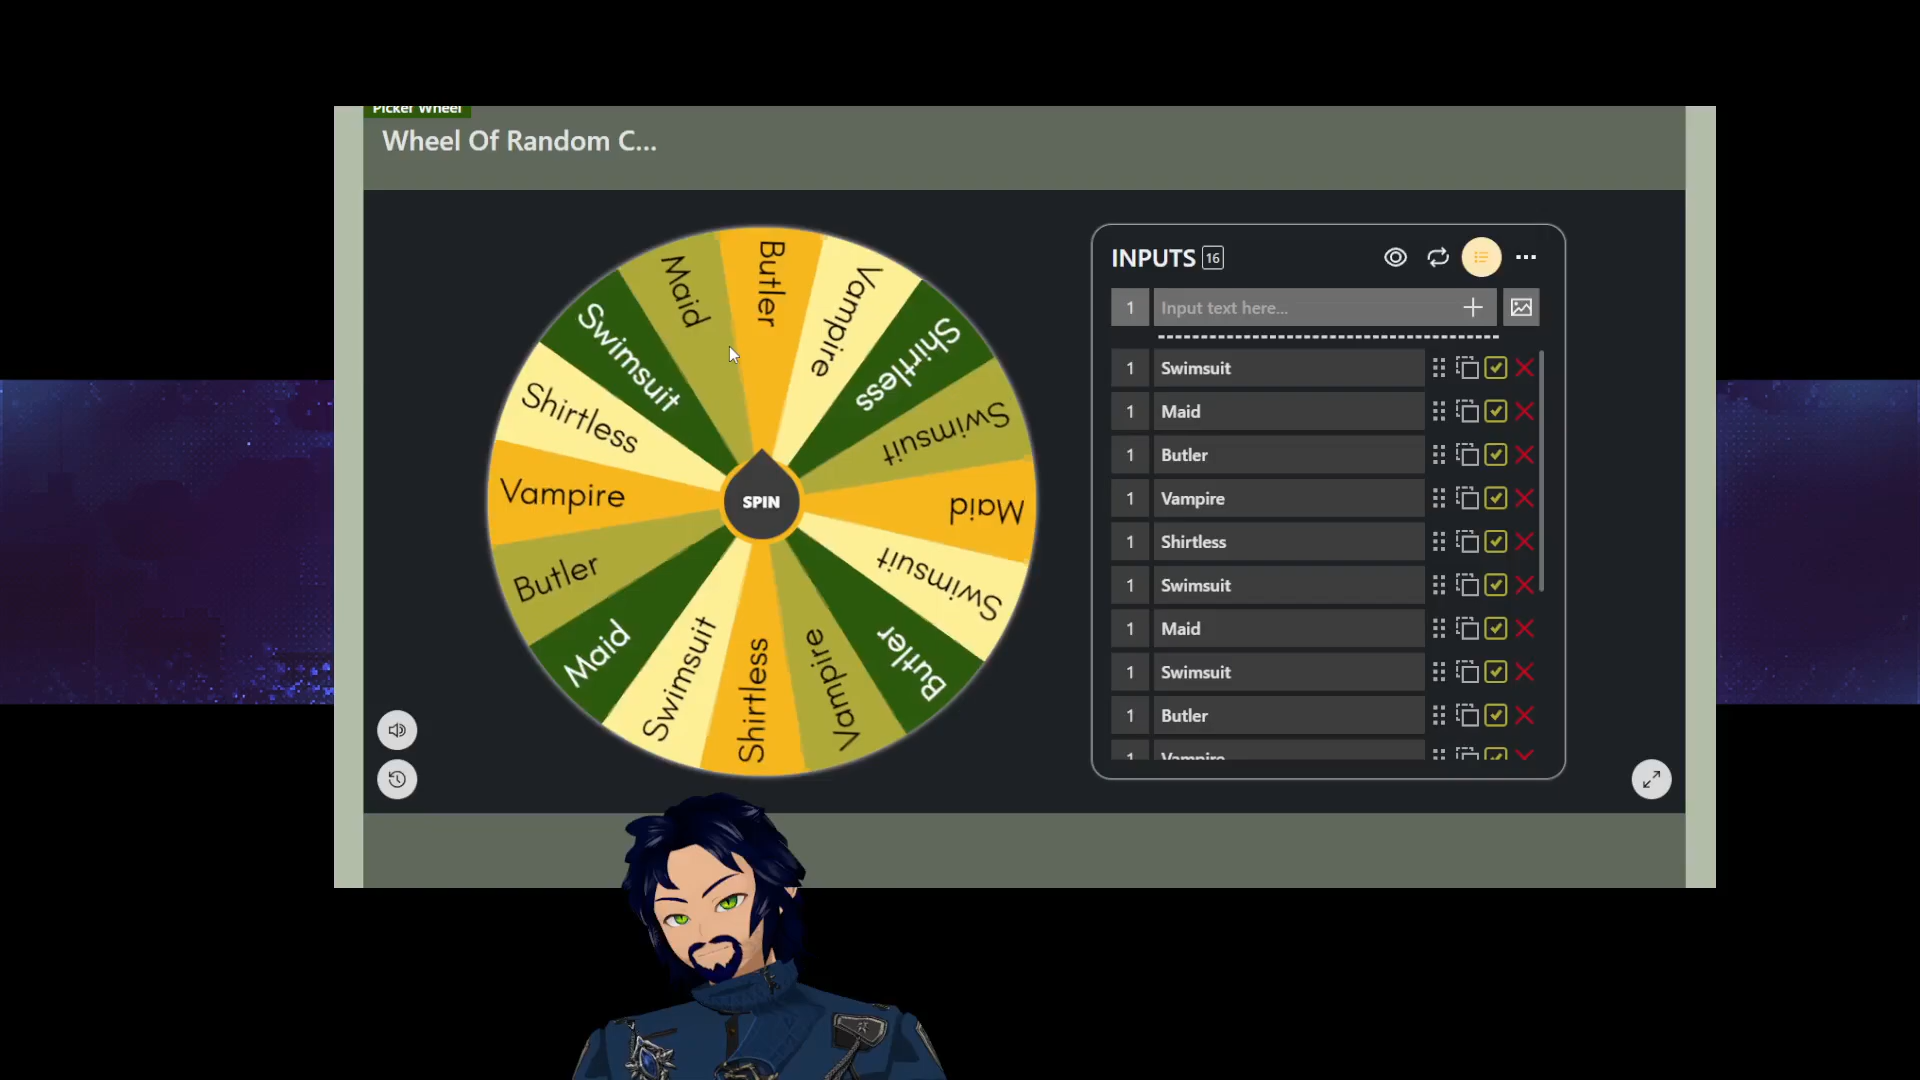 Picker Wheel
Wheel Of Random C...
Butler
Vampire
Shirtless
Swimsuit
Maid
Swimsuit
Butler
Vampire
Shirtless
Swimsuit
Maid
Butler
Vampire
Shirtless
Swimsuit
Maid
SPIN
INPUTS 16
1 Input text here...
1 Swimsuit
1 Maid
1 Butler
1 Vampire
1 Shirtless
1 Swimsuit
1 Maid
1 Swimsuit
1 Butler
1 Vampire